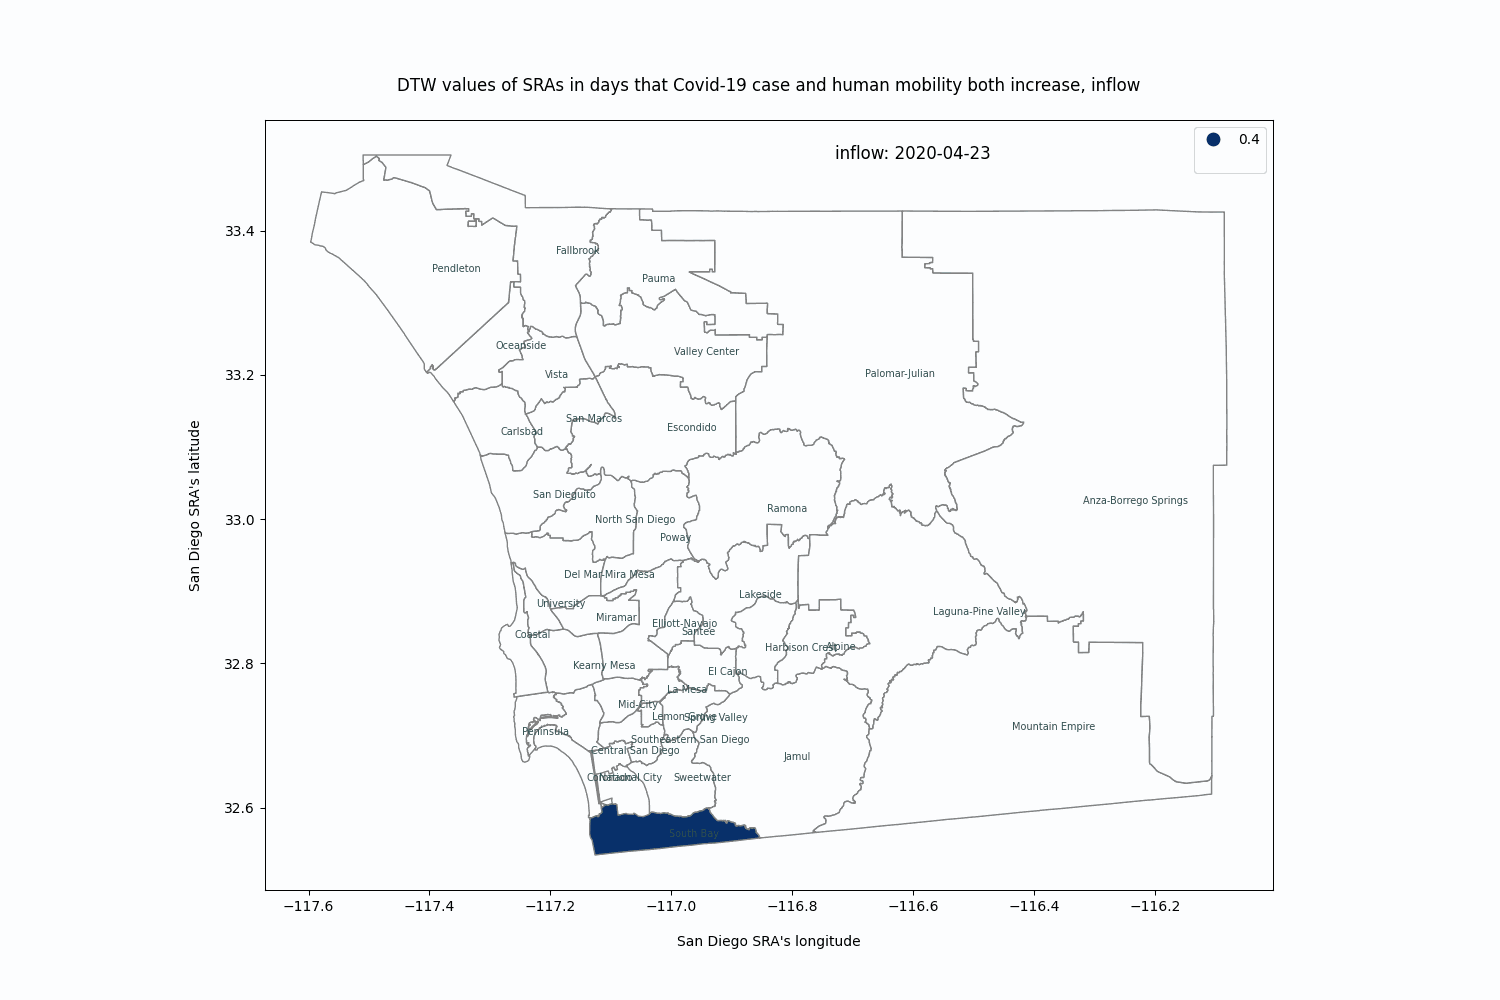 DTW values of SRAs in days that Covid-19 case and human mobility both increase, inflow
inflow: 2020-04-23
0.4
33.4
33.2
33.0
32.8
32.6
San Diego SRA's latitude
Fallbrook
Pendleton
Pauma
Oceanside
Valley Center
Vista
Palomar-Julian
San Marcos
Carlsbad
Escondido
San Dieguito
Anza-Borrego Springs
Ramona
North San Diego
Poway
Del Mar-Mira Mesa
Lakeside
University
Laguna-Pine Valley
Miramar
Elliott-Navajo
Santee
Coastal
Harbison Crest
Alpine
Kearny Mesa
El Cajon
La Mesa
Mid-City
Lemon Grove
Spring Valley
Mountain Empire
Peninsula
Southeastern San Diego
Central San Diego
Jamul
Coronado
National City
Sweetwater
South Bay
−117.6
−117.4
−117.2
−117.0
−116.8
−116.6
−116.4
−116.2
San Diego SRA's longitude